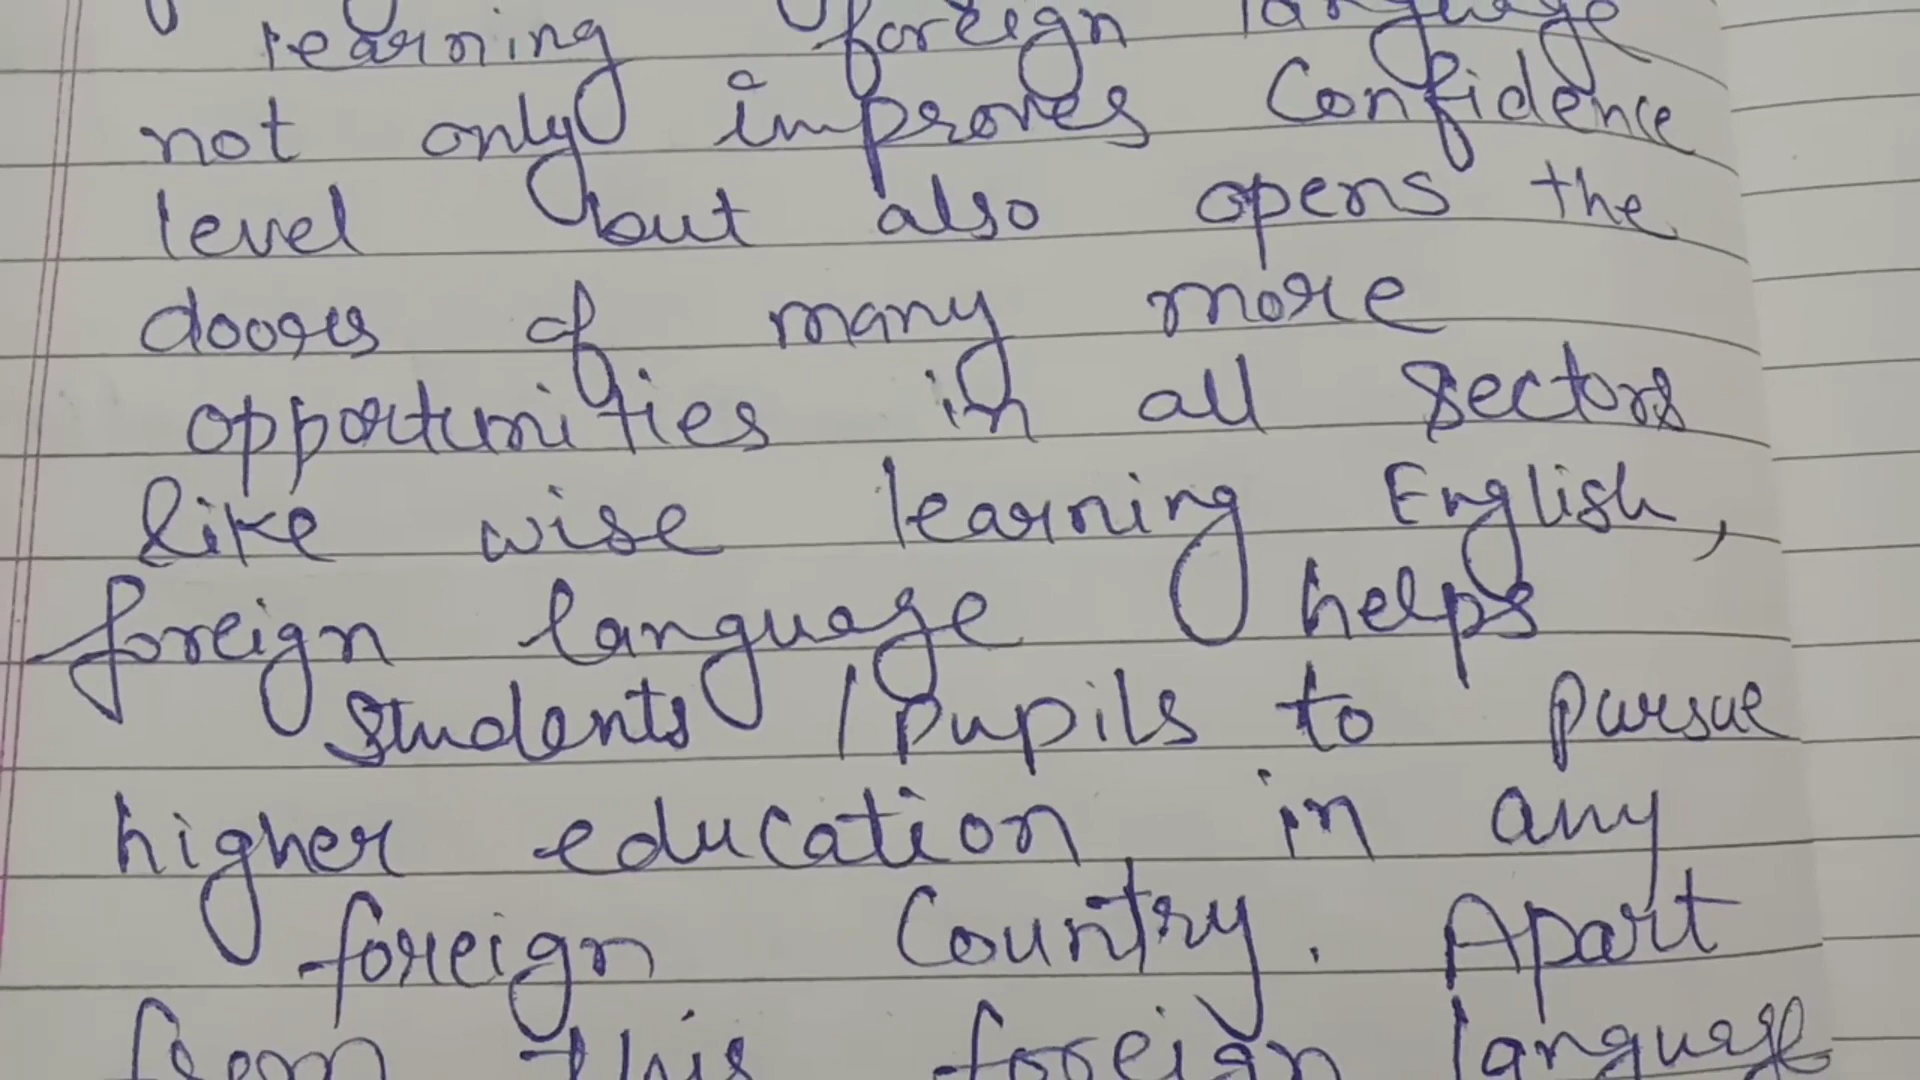 learning foreign language
not only improves Confidence
level but also opens the
doors of many more
opportunities in all sectors
like wise learning English,
foreign language helps
students / pupils to pursue
higher education in any
foreign Country. Apart
from this foreign language